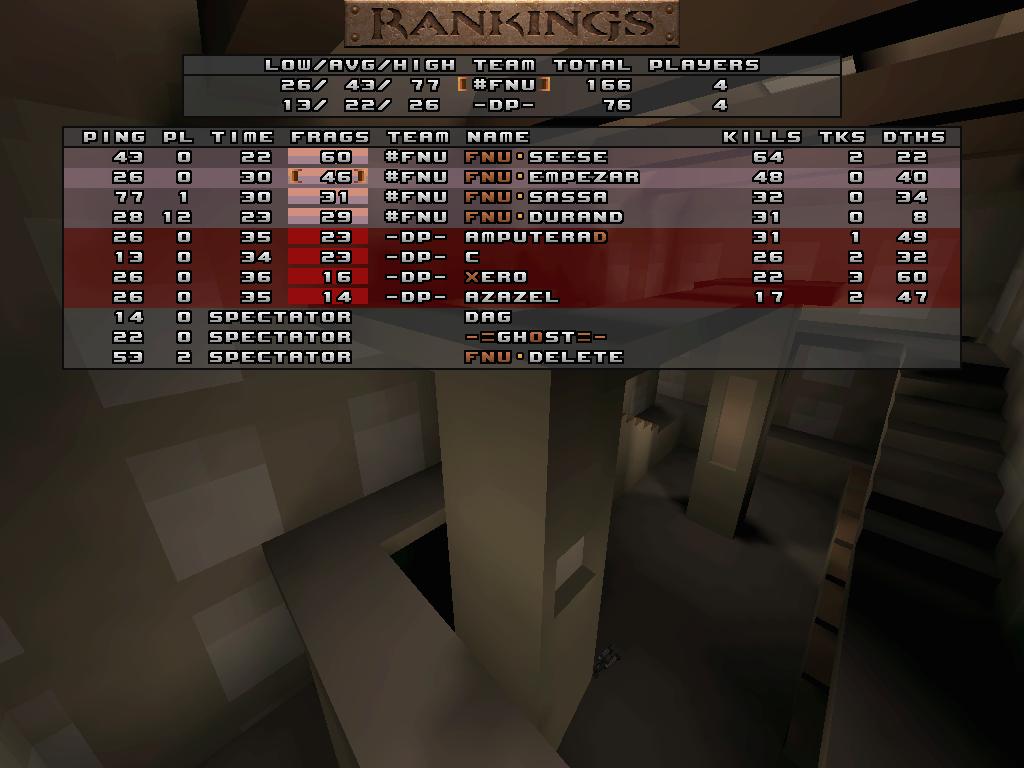 RANKINGS
LOW/AVG/HIGH TEAM TOTAL PLAYERS
26/ 43/ 77 [#FNU] 166 4
13/ 22/ 26 -DP- 76 4
PING PL TIME FRAGS TEAM NAME KILLS TKS DTHS
43 0 22 60 #FNU FNU·SEESE 64 2 22
26 0 30 [ 46] #FNU FNU·EMPEZAR 48 0 40
77 1 30 31 #FNU FNU·SASSA 32 0 34
28 12 23 29 #FNU FNU·DURAND 31 0 8
26 0 35 23 -DP- AMPUTERAD 31 1 49
13 0 34 23 -DP- C 26 2 32
26 0 36 16 -DP- XERO 22 3 60
26 0 35 14 -DP- AZAZEL 17 2 47
14 0 SPECTATOR DAG
22 0 SPECTATOR -=GHOST=-
53 2 SPECTATOR FNU·DELETE